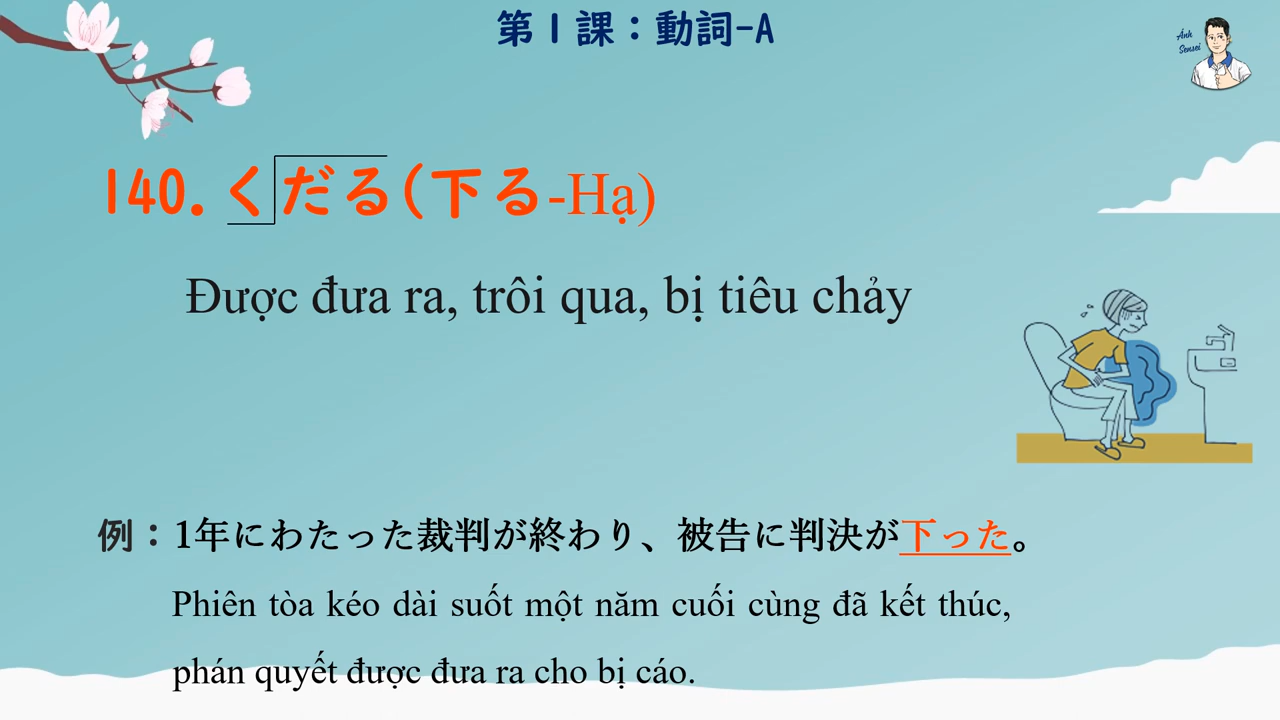 第1課：動詞-A
Anh
Sensei
140. くだる(下る-Hạ)
Được đưa ra, trôi qua, bị tiêu chảy
例：1年にわたった裁判が終わり、被告に判決が下った。
Phiên tòa kéo dài suốt một năm cuối cùng đã kết thúc,
phán quyết được đưa ra cho bị cáo.